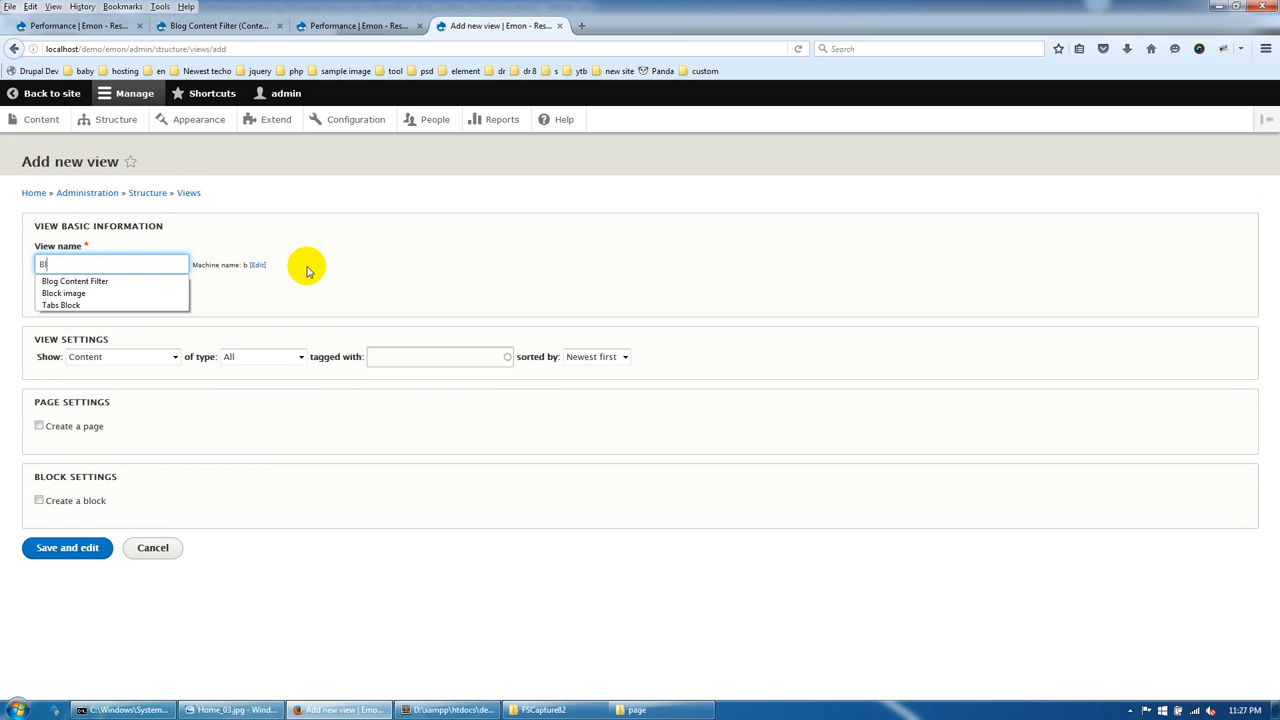 File Edit View History Bookmarks Tools Help
Performance | Emon - Res... × Blog Content Filter (Conte... × Performance | Emon - Res... × Add new view | Emon - Res... × +
localhost/demo/emon/admin/structure/views/add Search
Drupal Dev baby hosting en Newest techo jquery php sample image tool psd element dr dr 8 s ytb new site Panda custom
Back to site Manage Shortcuts admin
Content Structure Appearance Extend Configuration People Reports Help
Add new view
Home » Administration » Structure » Views
VIEW BASIC INFORMATION
View name *
Bl Machine name: b [Edit]
Blog Content Filter
Block image
Tabs Block
VIEW SETTINGS
Show: Content of type: All tagged with: sorted by: Newest first
PAGE SETTINGS
Create a page
BLOCK SETTINGS
Create a block
Save and edit Cancel
C:\Windows\System... Home_03.jpg - Wind... Add new view | Emo... D:\xampp\htdocs\de... FSCapture82 page 11:27 PM